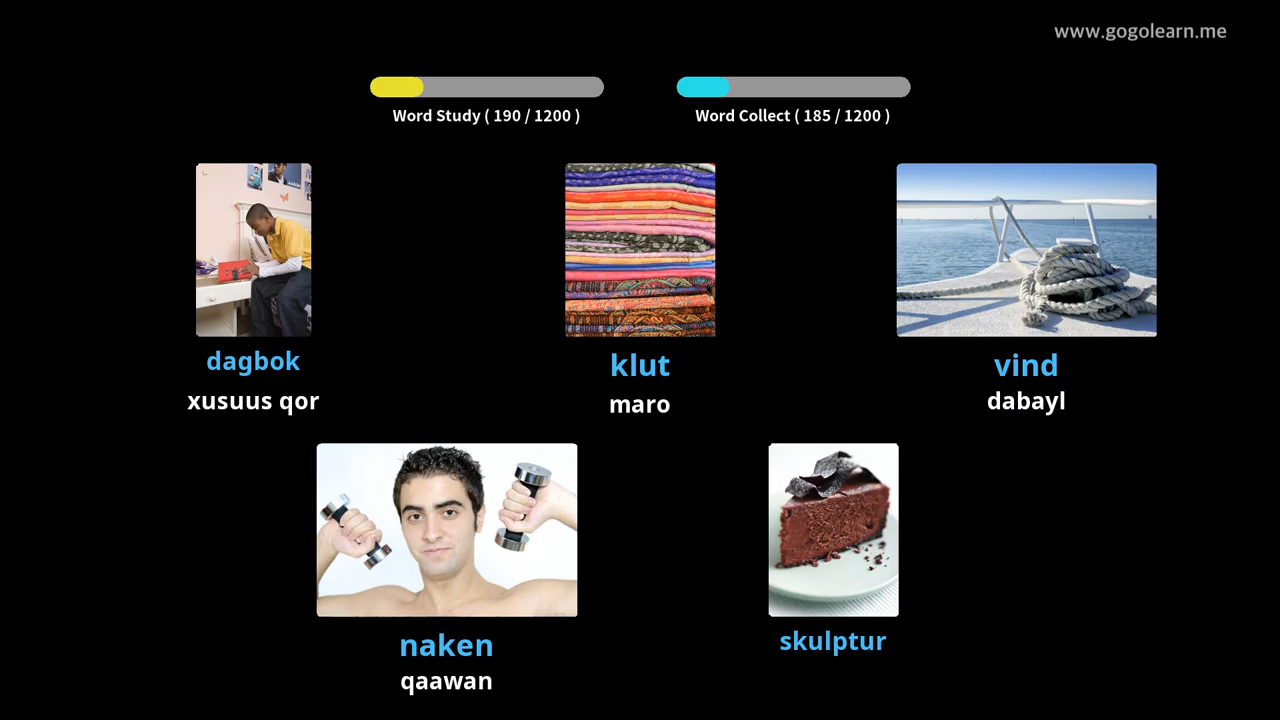 www.gogolearn.me
Word Study ( 190 / 1200 )
Word Collect ( 185 / 1200 )
dagbok
xusuus qor
klut
maro
vind
dabayl
naken
qaawan
skulptur